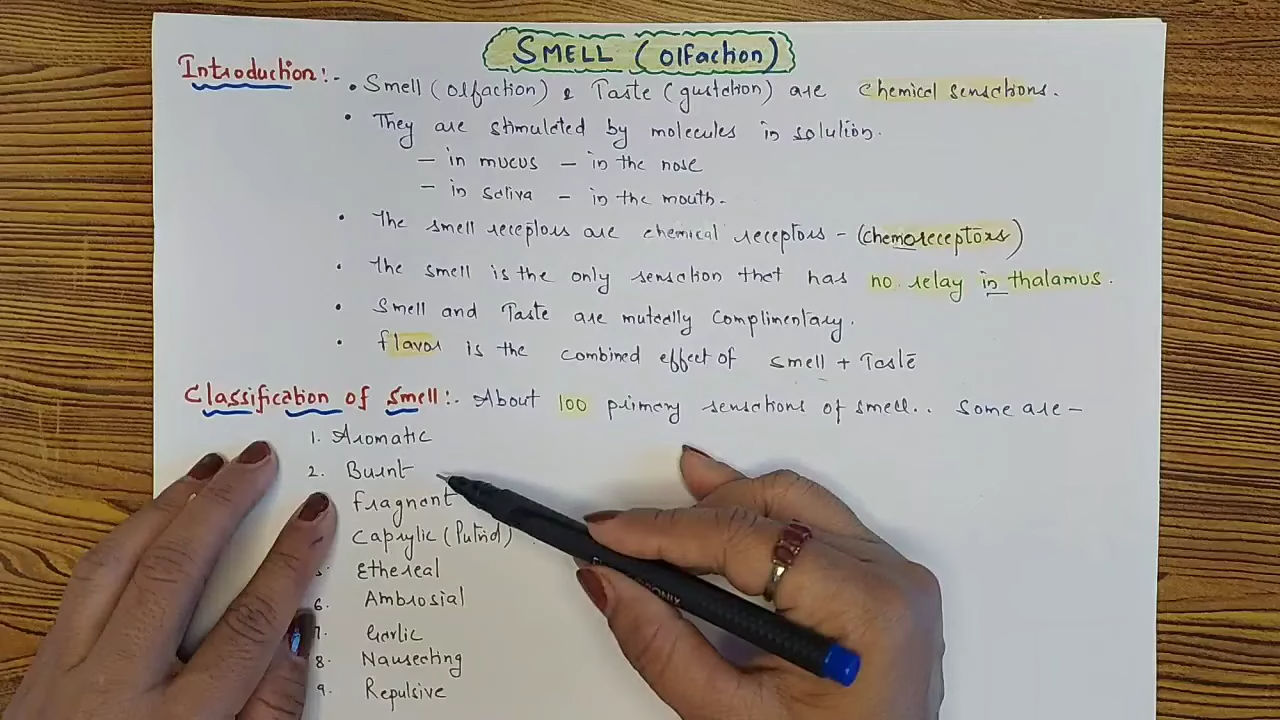 SMELL (Olfaction)
Introduction:-
• Smell (Olfaction) & Taste (gustation) are chemical sensations.
• They are stimulated by molecules in solution.
– in mucus – in the nose
– in saliva – in the mouth.
• The smell receptors are chemical receptors – (chemoreceptors)
• The smell is the only sensation that has no relay in thalamus.
• Smell and Taste are mutually complimentary.
• flavor is the combined effect of smell + Taste
Classification of smell:- About 100 primary sensations of smell.. Some are –
1. Aromatic
2. Burnt
fragrant
Caprylic (Putrid)
Ethereal
6. Ambrosial
7. Garlic
8. Nauseating
9. Repulsive